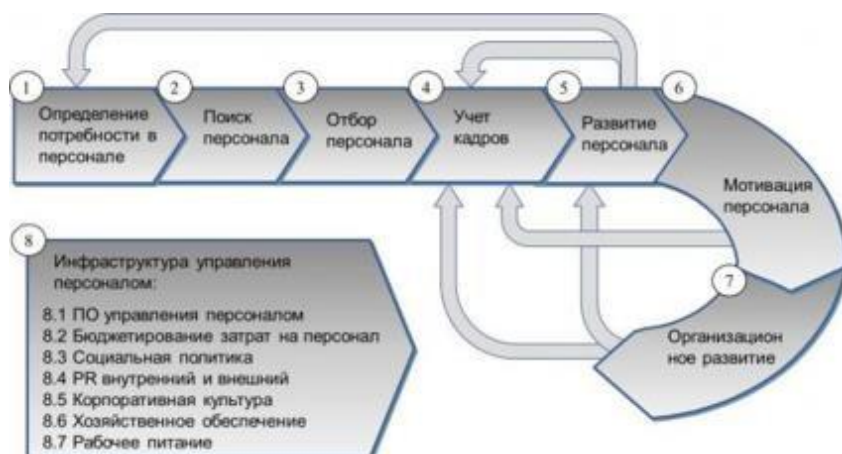 1
Определение
потребности в
персонале
2
Поиск
персонала
3
Отбор
персонала
4
Учет
кадров
5
Развитие
персонала
6
Мотивация
персонала
7
Организацион
ное развитие
8
Инфраструктура управления
персоналом:
8.1 ПО управления персоналом
8.2 Бюджетирование затрат на персонал
8.3 Социальная политика
8.4 PR внутренний и внешний
8.5 Корпоративная культура
8.6 Хозяйственное обеспечение
8.7 Рабочее питание